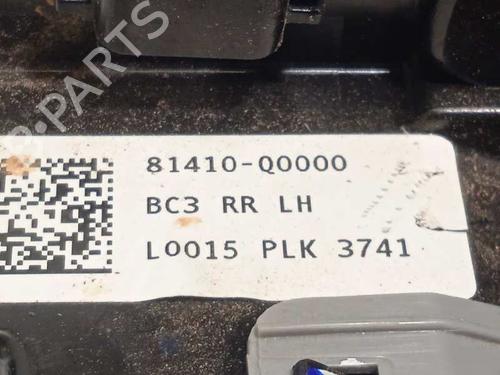 B-PARTS
81410-Q0000
BC3 RR LH
L0015 PLK 3741